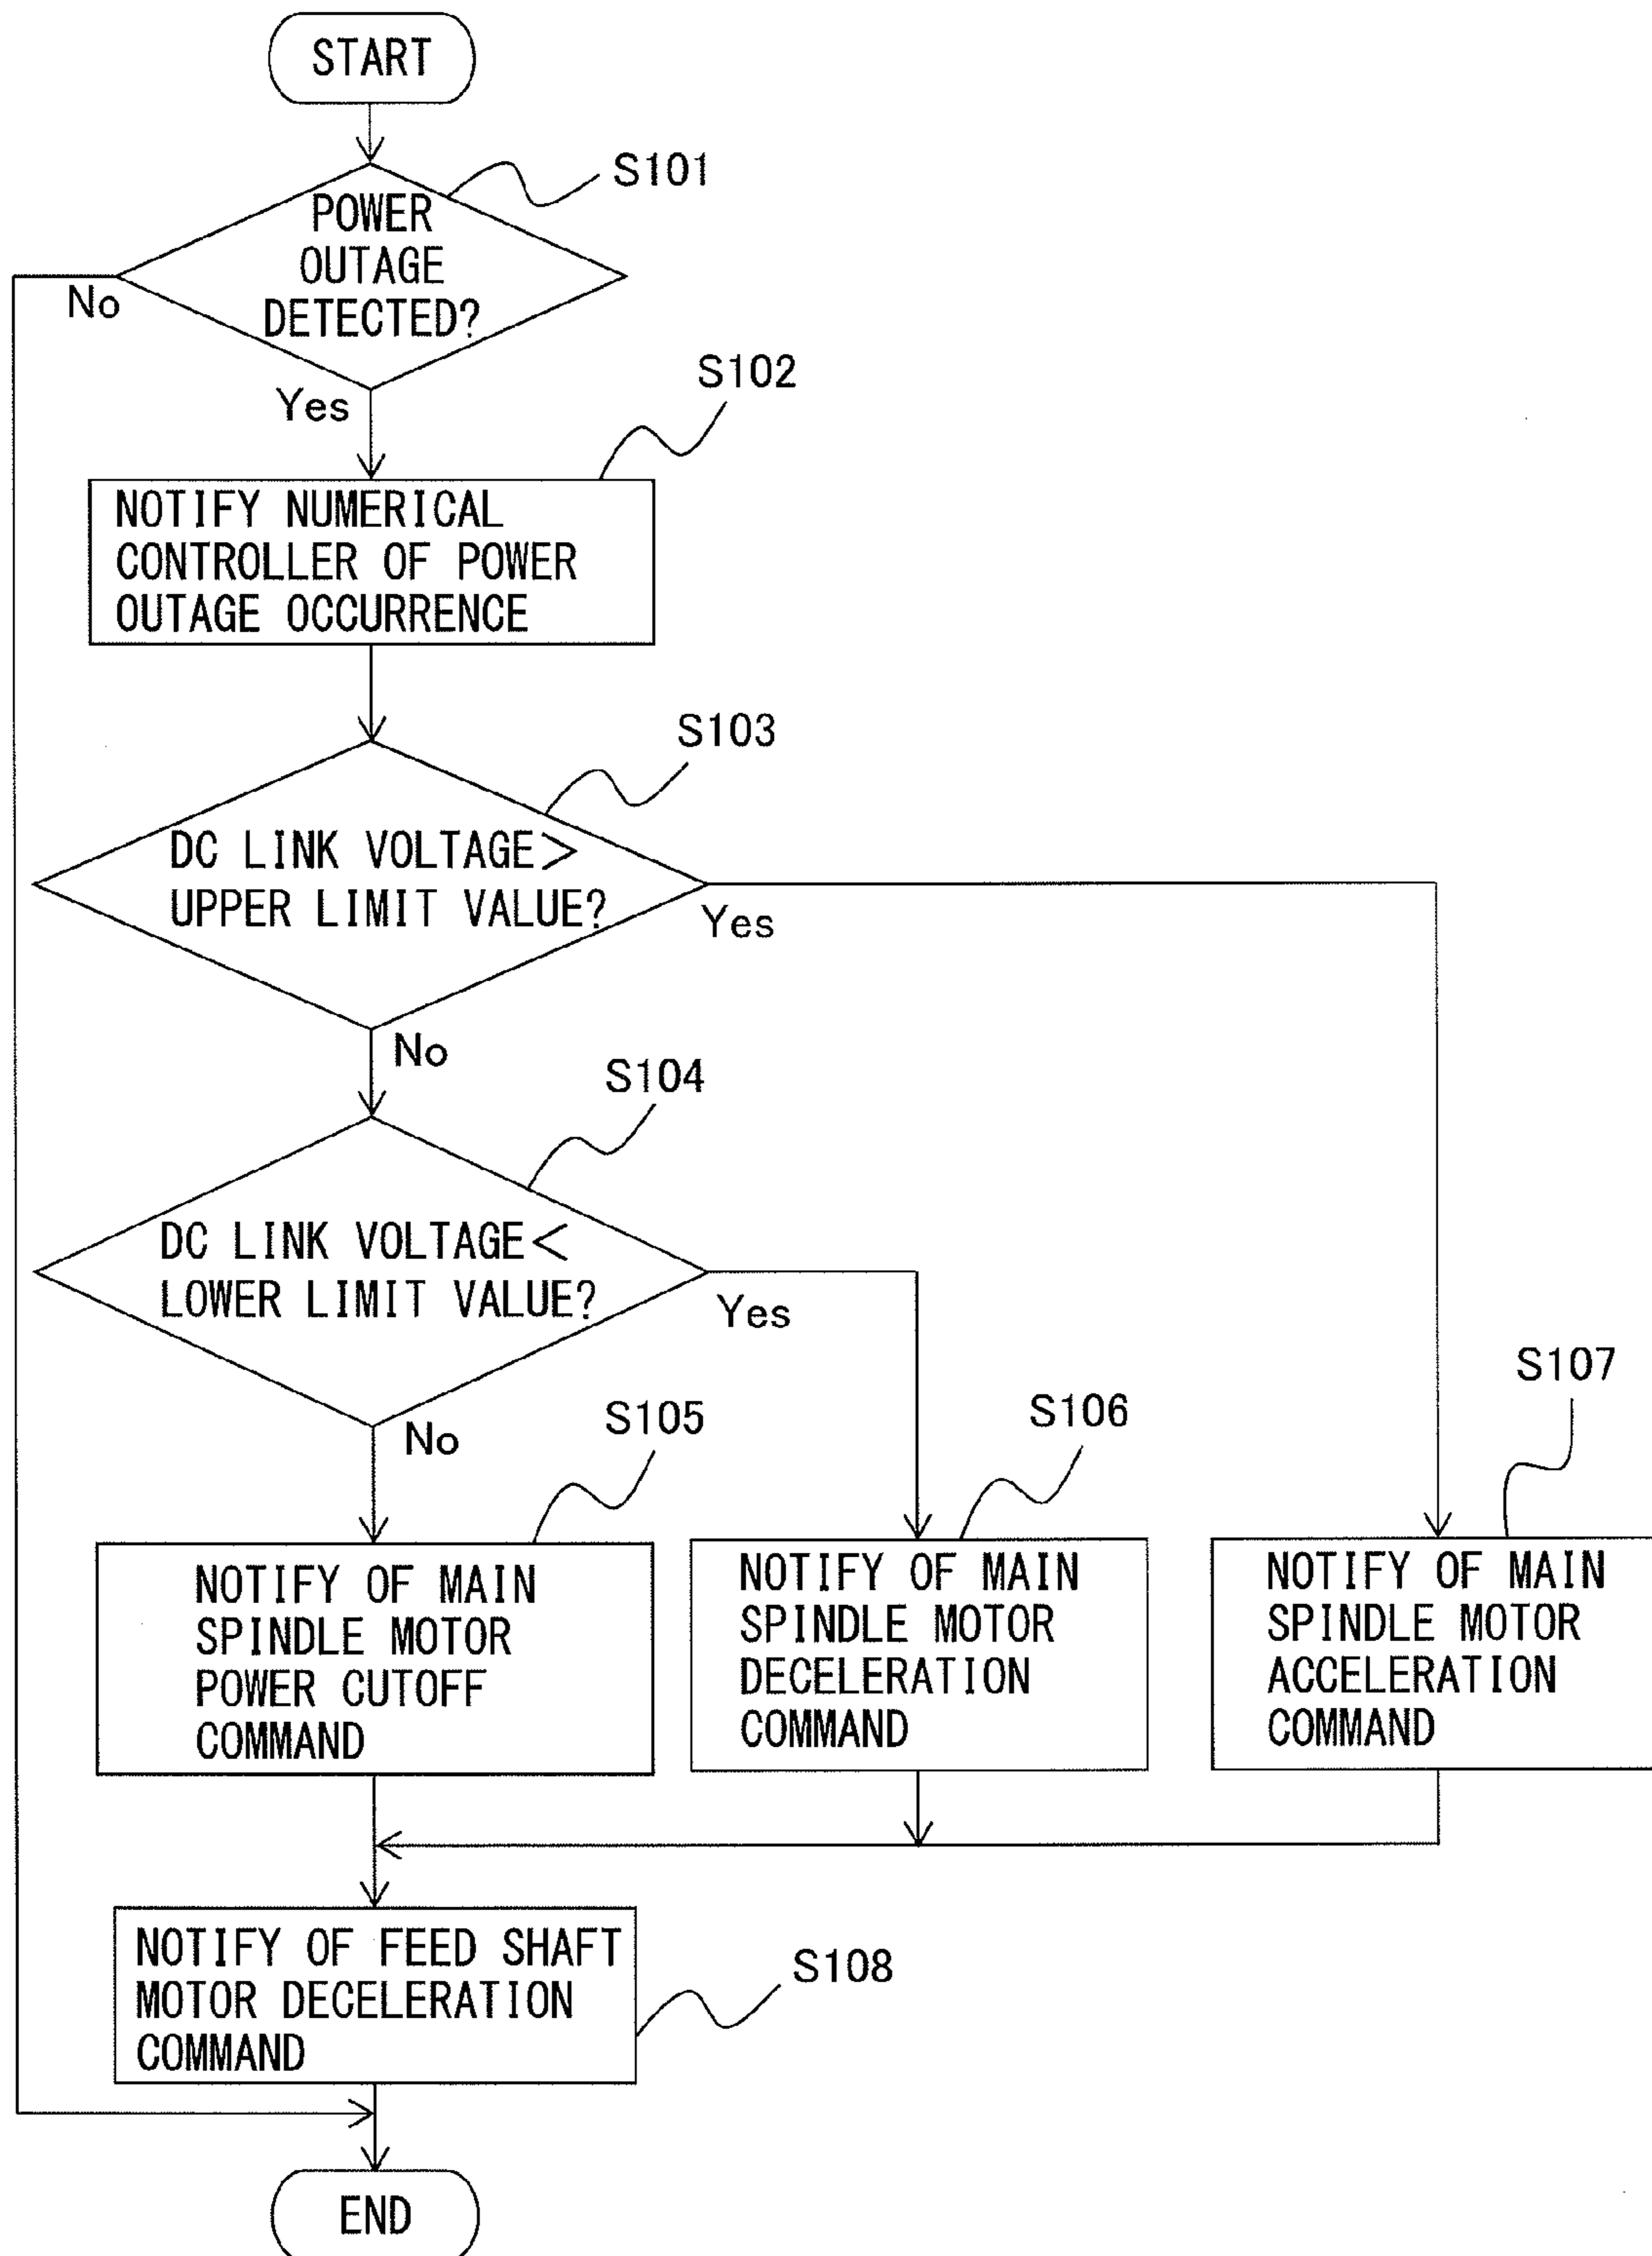 START
S101
POWER
OUTAGE
DETECTED?
No
Yes
S102
NOTIFY NUMERICAL
CONTROLLER OF POWER
OUTAGE OCCURRENCE
S103
DC LINK VOLTAGE>
UPPER LIMIT VALUE?
Yes
No
S104
DC LINK VOLTAGE<
LOWER LIMIT VALUE?
Yes
No
S105
S106
S107
NOTIFY OF MAIN
SPINDLE MOTOR
POWER CUTOFF
COMMAND
NOTIFY OF MAIN
SPINDLE MOTOR
DECELERATION
COMMAND
NOTIFY OF MAIN
SPINDLE MOTOR
ACCELERATION
COMMAND
NOTIFY OF FEED SHAFT
MOTOR DECELERATION
COMMAND
S108
END